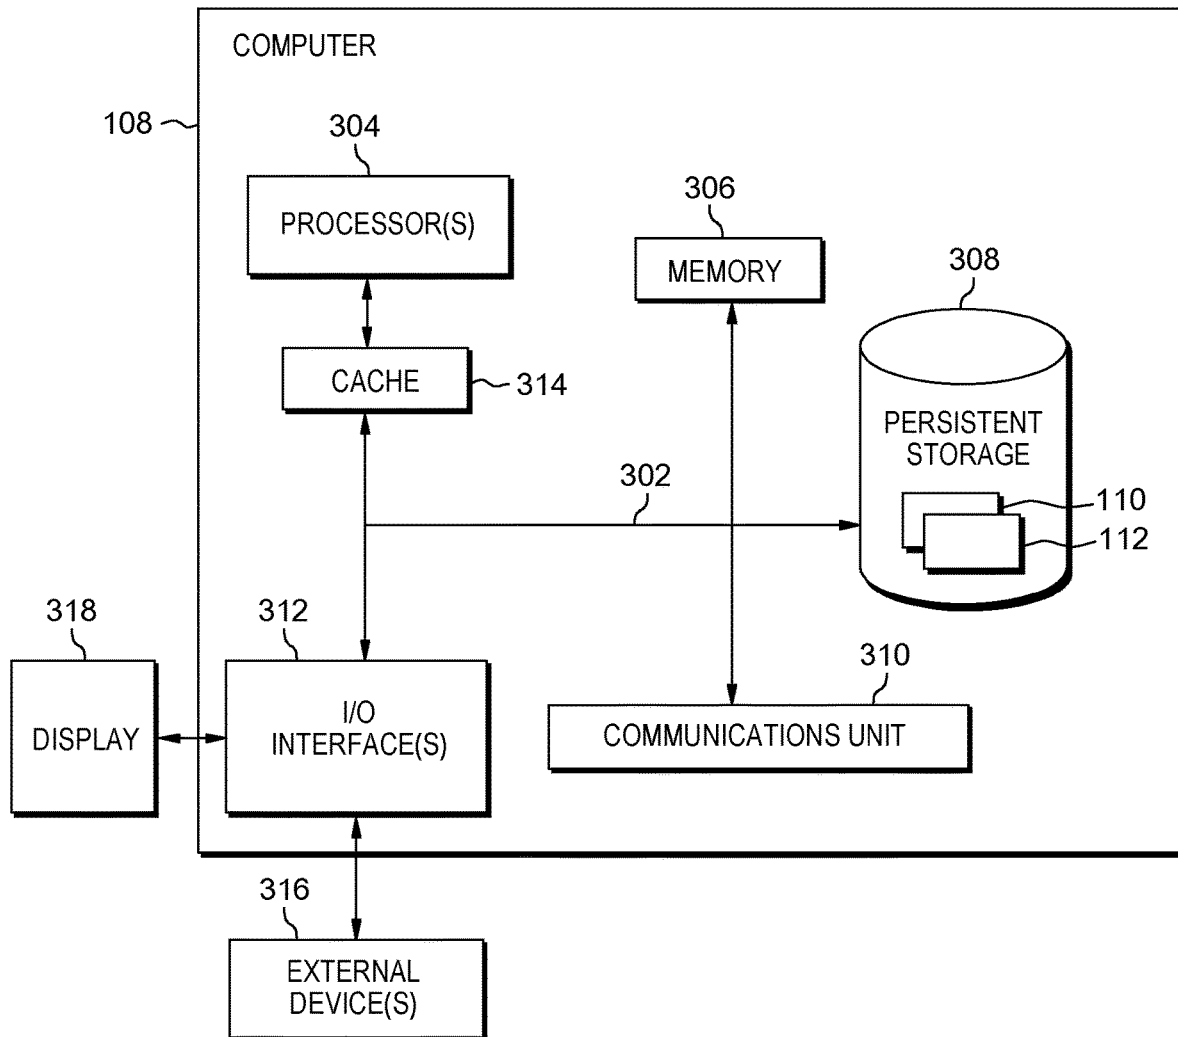 COMPUTER
108
304
PROCESSOR(S)
306
MEMORY
308
CACHE
314
PERSISTENT
STORAGE
302
110
112
318
312
310
DISPLAY
I/O
INTERFACE(S)
COMMUNICATIONS UNIT
316
EXTERNAL
DEVICE(S)